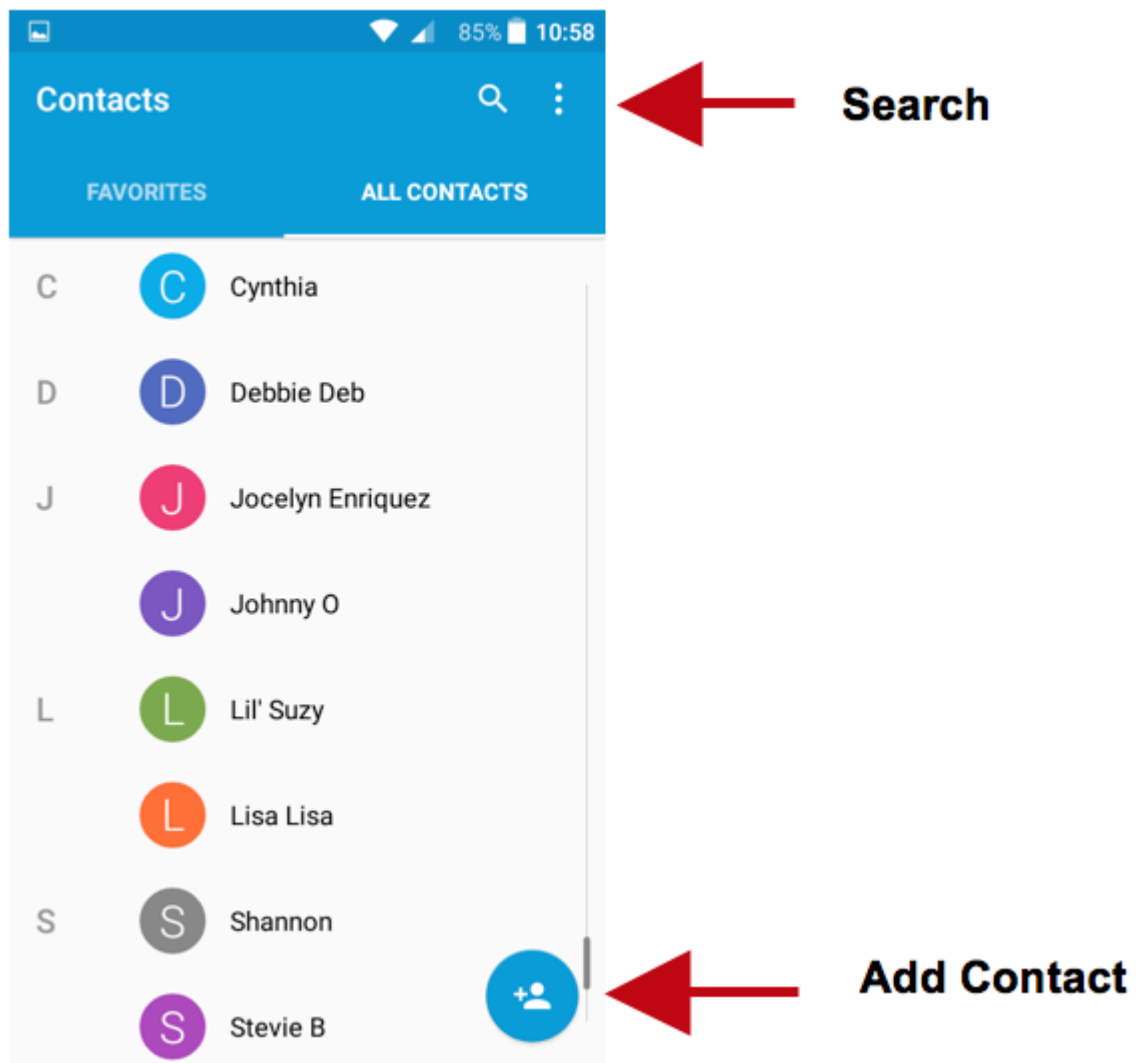 85% 10:58
Contacts
Search
FAVORITES ALL CONTACTS
C C Cynthia
D D Debbie Deb
J J Jocelyn Enriquez
J Johnny O
L L Lil' Suzy
L Lisa Lisa
S S Shannon
Add Contact
S Stevie B